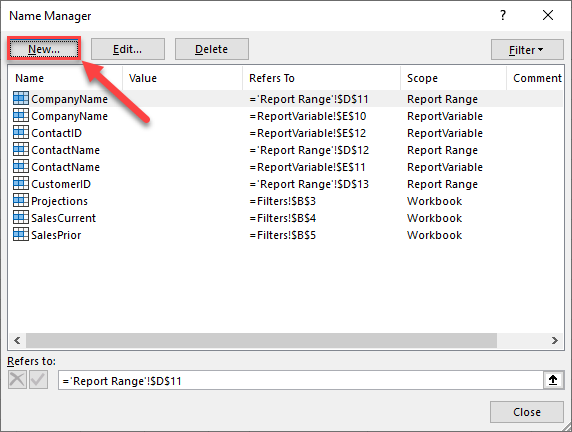 Name Manager ? ×
New... Edit... Delete Filter
Name Value Refers To Scope Comment
CompanyName ='Report Range'!$D$11 Report Range
CompanyName =ReportVariable!$E$10 ReportVariable
ContactID =ReportVariable!$E$12 ReportVariable
ContactName ='Report Range'!$D$12 Report Range
ContactName =ReportVariable!$E$11 ReportVariable
CustomerID ='Report Range'!$D$13 Report Range
Projections =Filters!$B$3 Workbook
SalesCurrent =Filters!$B$4 Workbook
SalesPrior =Filters!$B$5 Workbook
Refers to:
='Report Range'!$D$11
Close